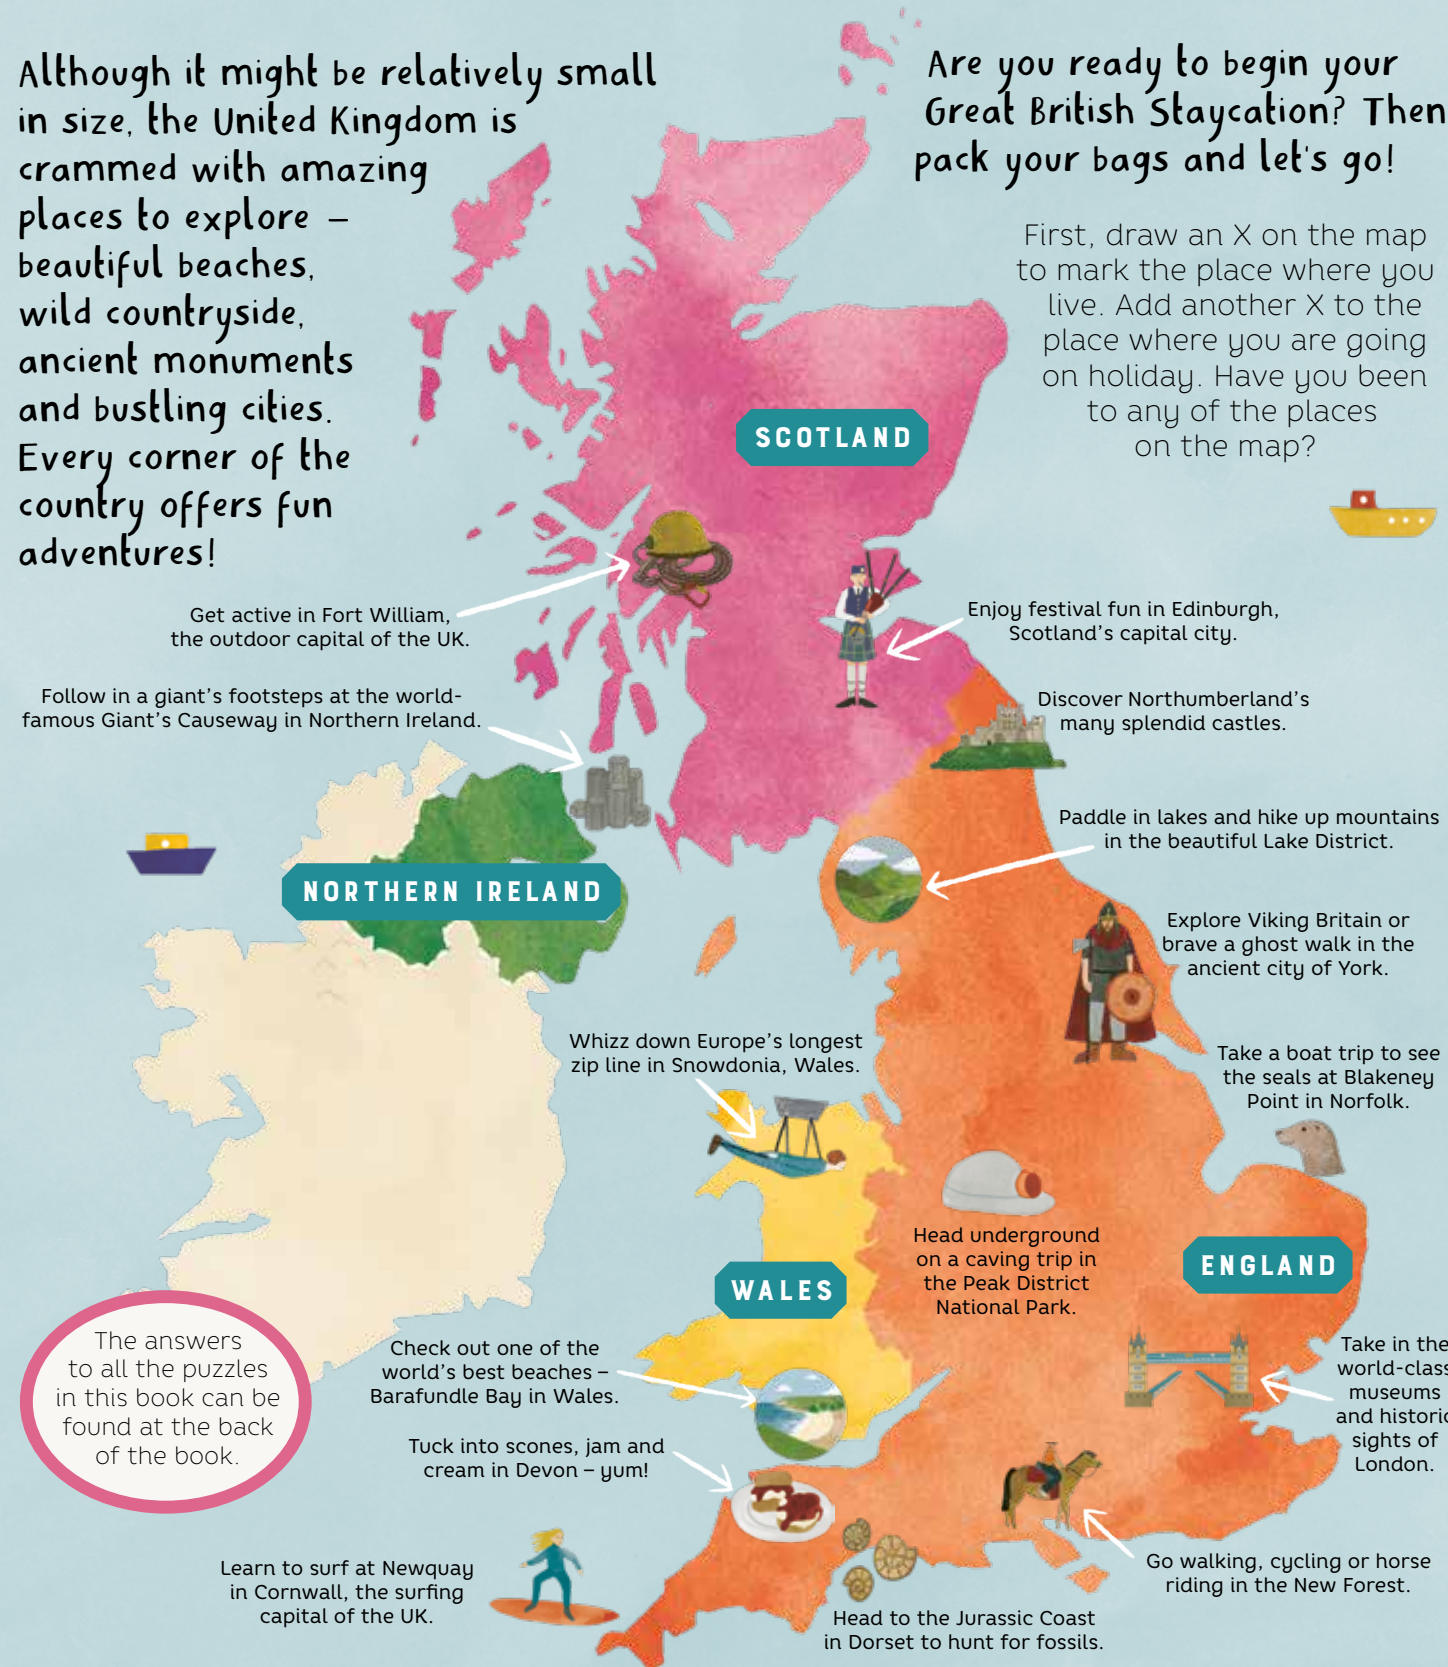 Although it might be relatively small
in size, the United Kingdom is
crammed with amazing
places to explore –
beautiful beaches,
wild countryside,
ancient monuments
and bustling cities.
Every corner of the
country offers fun
adventures!
Are you ready to begin your
Great British Staycation? Then
pack your bags and let's go!
First, draw an X on the map
to mark the place where you
live. Add another X to the
place where you are going
on holiday. Have you been
to any of the places
on the map?
SCOTLAND
Get active in Fort William,
the outdoor capital of the UK.
Enjoy festival fun in Edinburgh,
Scotland's capital city.
Follow in a giant's footsteps at the world-
famous Giant's Causeway in Northern Ireland.
Discover Northumberland's
many splendid castles.
Paddle in lakes and hike up mountains
in the beautiful Lake District.
NORTHERN IRELAND
Explore Viking Britain or
brave a ghost walk in the
ancient city of York.
Whizz down Europe's longest
zip line in Snowdonia, Wales.
Take a boat trip to see
the seals at Blakeney
Point in Norfolk.
Head underground
on a caving trip in
the Peak District
National Park.
ENGLAND
WALES
The answers
to all the puzzles
in this book can be
found at the back
of the book.
Check out one of the
world's best beaches –
Barafundle Bay in Wales.
Take in the
world-class
museums
and historic
sights of
London.
Tuck into scones, jam and
cream in Devon – yum!
Learn to surf at Newquay
in Cornwall, the surfing
capital of the UK.
Go walking, cycling or horse
riding in the New Forest.
Head to the Jurassic Coast
in Dorset to hunt for fossils.